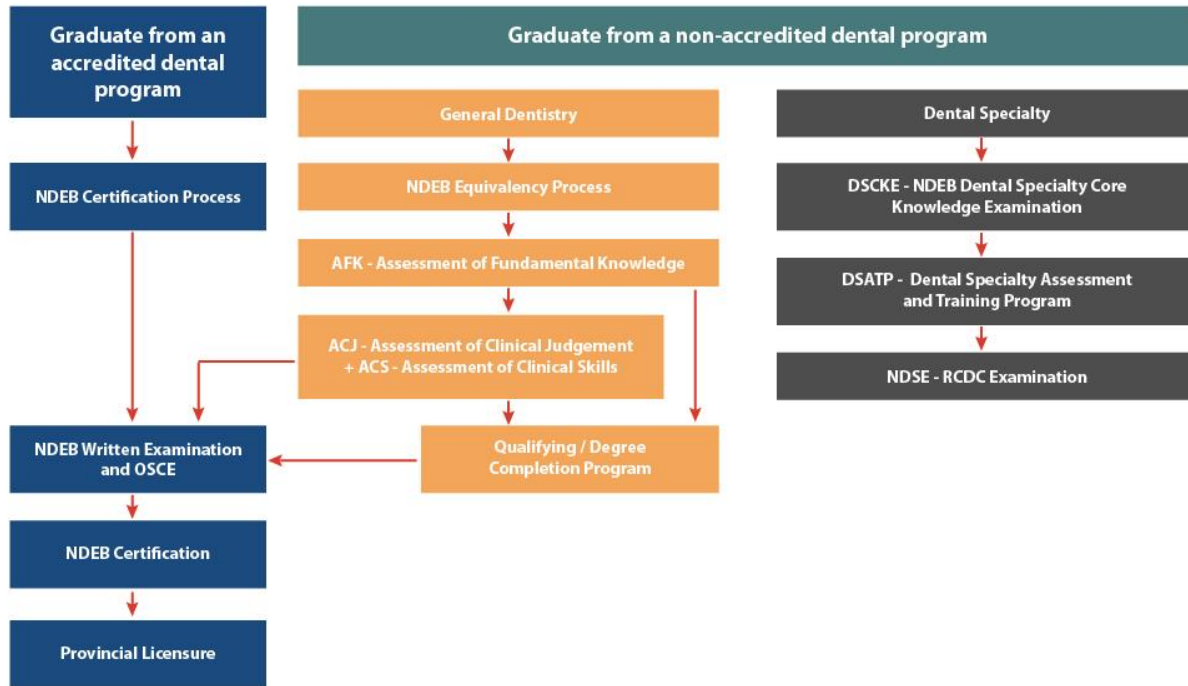 Graduate from an
accredited dental
program
NDEB Certification Process
NDEB Written Examination
and OSCE
NDEB Certification
Provincial Licensure
Graduate from a non-accredited dental program
General Dentistry
NDEB Equivalency Process
AFK - Assessment of Fundamental Knowledge
ACJ - Assessment of Clinical Judgement
+ ACS - Assessment of Clinical Skills
Qualifying / Degree
Completion Program
Dental Specialty
DSCKE - NDEB Dental Specialty Core
Knowledge Examination
DSATP - Dental Specialty Assessment
and Training Program
NDSE - RCDC Examination